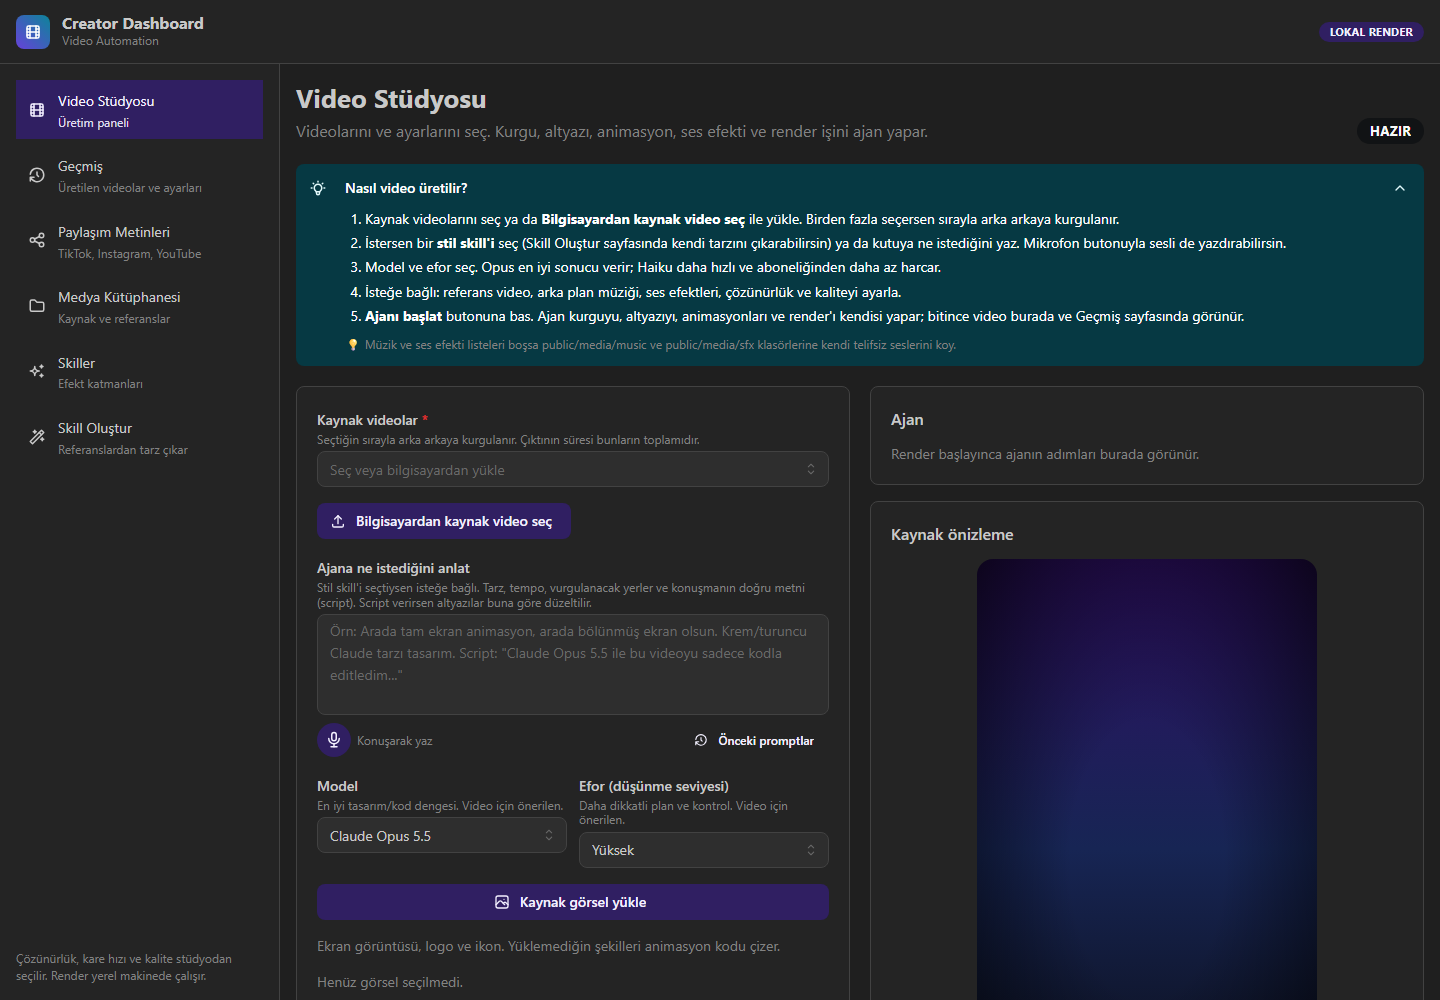 Creator Dashboard
Video Automation
LOKAL RENDER
Video Stüdyosu
Üretim paneli
Geçmiş
Üretilen videolar ve ayarları
Paylaşım Metinleri
TikTok, Instagram, YouTube
Medya Kütüphanesi
Kaynak ve referanslar
Skiller
Efekt katmanları
Skill Oluştur
Referanslardan tarz çıkar
Çözünürlük, kare hızı ve kalite stüdyodan
seçilir. Render yerel makinede çalışır.
Video Stüdyosu
Videolarını ve ayarlarını seç. Kurgu, altyazı, animasyon, ses efekti ve render işini ajan yapar.
HAZIR
Nasıl video üretilir?
1. Kaynak videolarını seç ya da Bilgisayardan kaynak video seç ile yükle. Birden fazla seçersen sırayla arka arkaya kurgulanır.
2. İstersen bir stil skill'i seç (Skill Oluştur sayfasında kendi tarzını çıkarabilirsin) ya da kutuya ne istediğini yaz. Mikrofon butonuyla sesli de yazdırabilirsin.
3. Model ve efor seç. Opus en iyi sonucu verir; Haiku daha hızlı ve aboneliğinden daha az harcar.
4. İsteğe bağlı: referans video, arka plan müziği, ses efektleri, çözünürlük ve kaliteyi ayarla.
5. Ajanı başlat butonuna bas. Ajan kurguyu, altyazıyı, animasyonları ve render'ı kendisi yapar; bitince video burada ve Geçmiş sayfasında görünür.
💡 Müzik ve ses efekti listeleri boşsa public/media/music ve public/media/sfx klasörlerine kendi telifsiz seslerini koy.
Kaynak videolar *
Seçtiğin sırayla arka arkaya kurgulanır. Çıktının süresi bunların toplamıdır.
Seç veya bilgisayardan yükle
Bilgisayardan kaynak video seç
Ajana ne istediğini anlat
Stil skill'i seçtiysen isteğe bağlı. Tarz, tempo, vurgulanacak yerler ve konuşmanın doğru metni
(script). Script verirsen altyazılar buna göre düzeltilir.
Örn: Arada tam ekran animasyon, arada bölünmüş ekran olsun. Krem/turuncu
Claude tarzı tasarım. Script: "Claude Opus 5.5 ile bu videoyu sadece kodla
editledim..."
Konuşarak yaz
Önceki promptlar
Model
En iyi tasarım/kod dengesi. Video için önerilen.
Claude Opus 5.5
Efor (düşünme seviyesi)
Daha dikkatli plan ve kontrol. Video için
önerilen.
Yüksek
Kaynak görsel yükle
Ekran görüntüsü, logo ve ikon. Yüklemediğin şekilleri animasyon kodu çizer.
Henüz görsel seçilmedi.
Ajan
Render başlayınca ajanın adımları burada görünür.
Kaynak önizleme